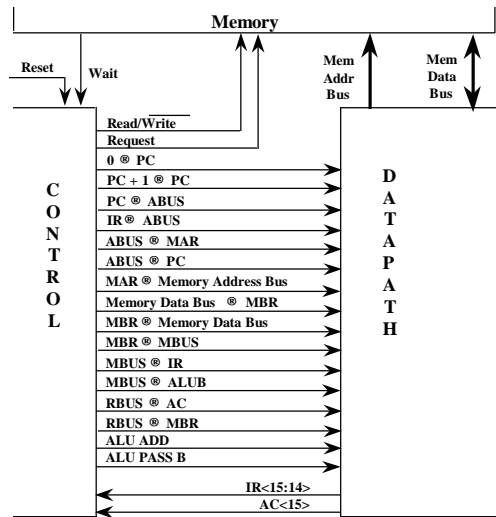 Memory
Reset
Wait
Mem
Addr
Bus
Mem
Data
Bus
Read/Write
Request
0 ® PC
PC + 1 ® PC
PC ® ABUS
IR ® ABUS
ABUS ® MAR
ABUS ® PC
MAR ® Memory Address Bus
Memory Data Bus ® MBR
MBR ® Memory Data Bus
MBR ® MBUS
MBUS ® IR
MBUS ® ALUB
RBUS ® AC
RBUS ® MBR
ALU ADD
ALU PASS B
IR<15:14>
AC<15>
CONTROL
DATAPATH